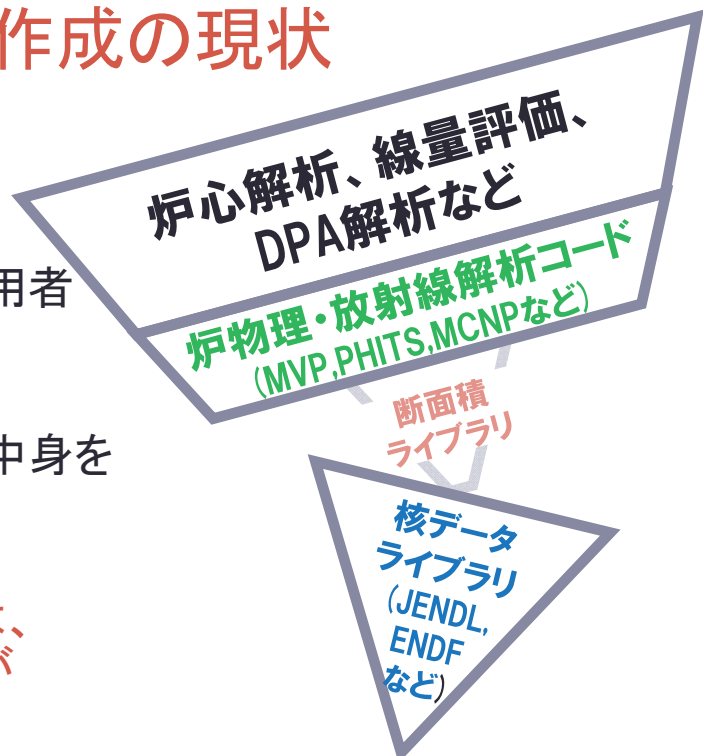 作成の現状
炉心解析、線量評価、
DPA解析など
用者
炉物理・放射線解析コード
(MVP,PHITS,MCNPなど)
断面積
ライブラリ
中身を
核データ
ライブラリ
(JENDL,
ENDF
など)
が